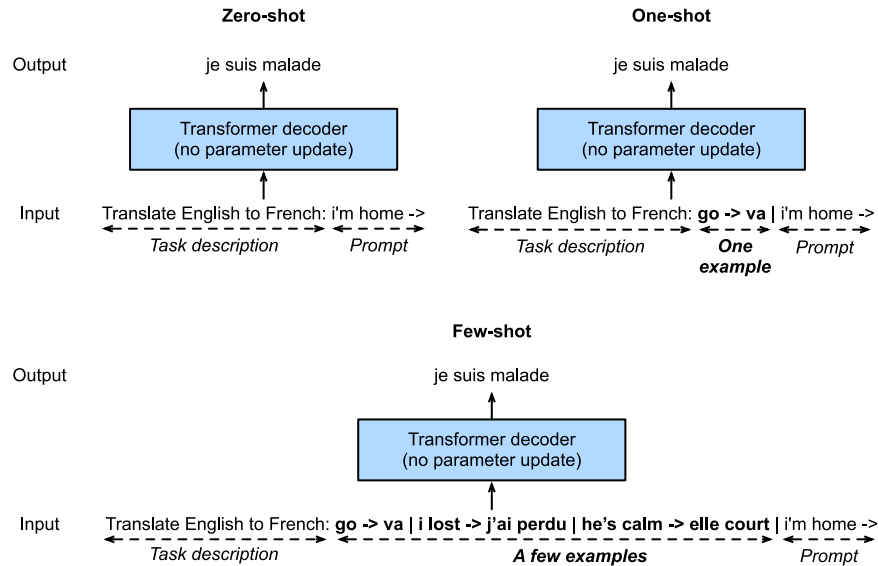 Zero-shot
One-shot
Output
je suis malade
je suis malade
Transformer decoder
(no parameter update)
Transformer decoder
(no parameter update)
Input
Translate English to French: i'm home ->
Translate English to French: go -> va | i'm home ->
Task description
Prompt
Task description
One
example
Prompt
Few-shot
Output
je suis malade
Transformer decoder
(no parameter update)
Input
Translate English to French: go -> va | i lost -> j’ai perdu | he’s calm -> elle court | i'm home ->
Task description
A few examples
Prompt